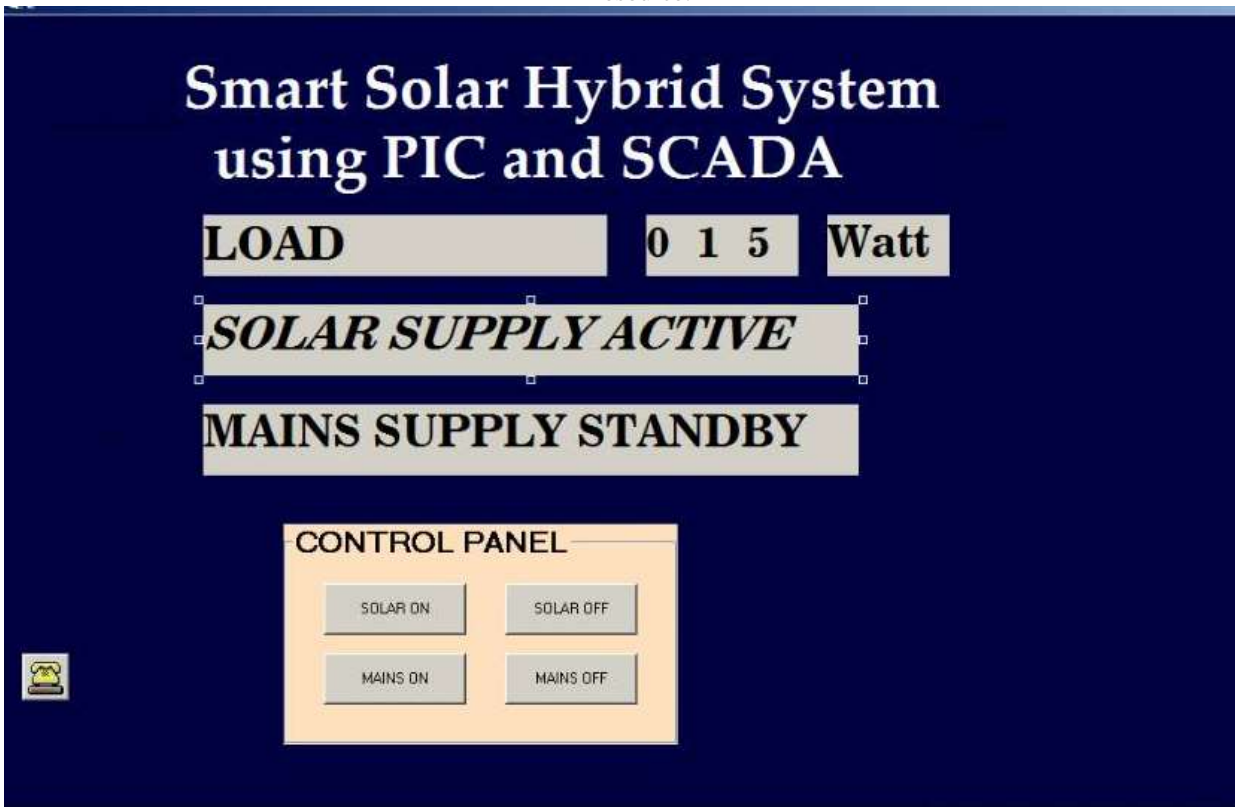 Smart Solar Hybrid System
using PIC and SCADA
LOAD 0 1 5 Watt
SOLAR SUPPLY ACTIVE
MAINS SUPPLY STANDBY
CONTROL PANEL
SOLAR ON SOLAR OFF
MAINS ON MAINS OFF